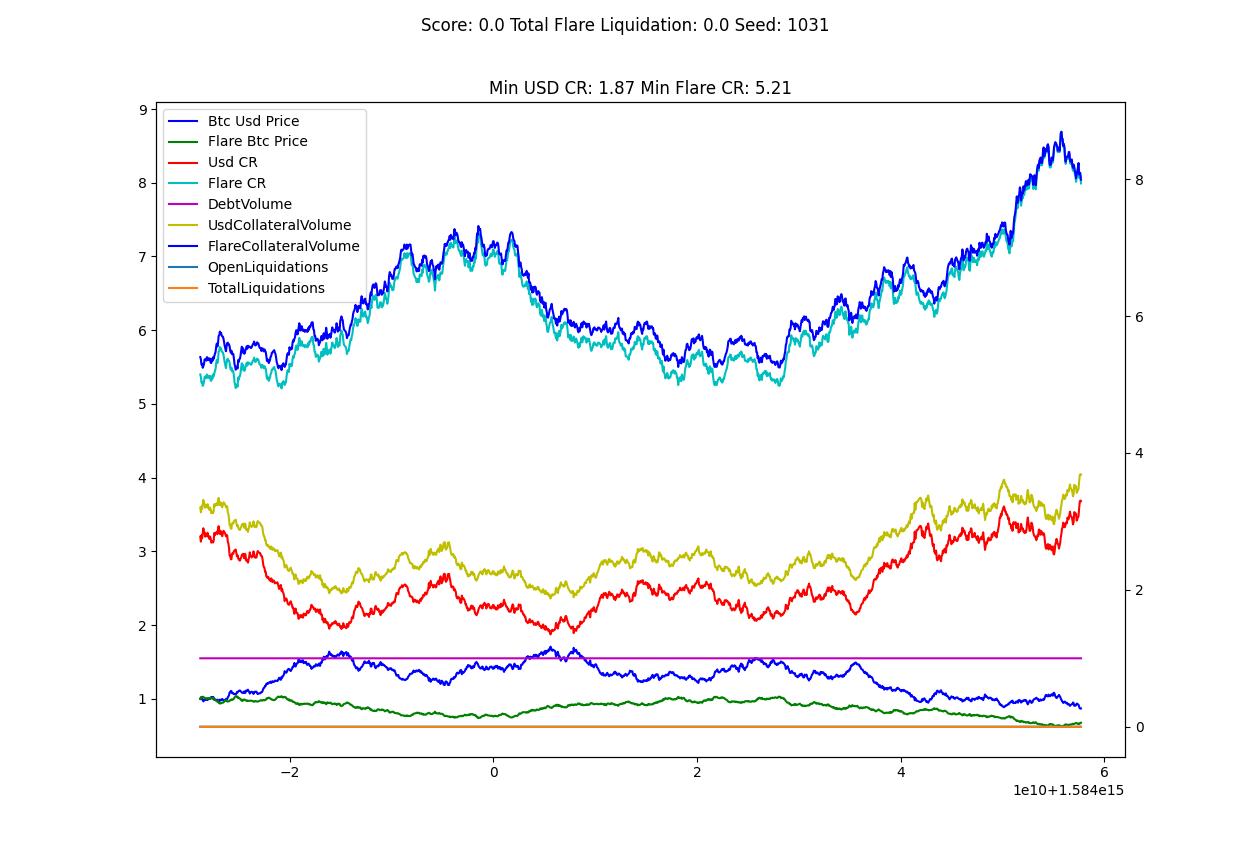 Score: 0.0 Total Flare Liquidation: 0.0 Seed: 1031
Min USD CR: 1.87 Min Flare CR: 5.21
Btc Usd Price
Flare Btc Price
Usd CR
Flare CR
DebtVolume
UsdCollateralVolume
FlareCollateralVolume
OpenLiquidations
TotalLiquidations
9
8
7
6
5
4
3
2
1
8
6
4
2
0
−2
0
2
4
6
1e10+1.584e15